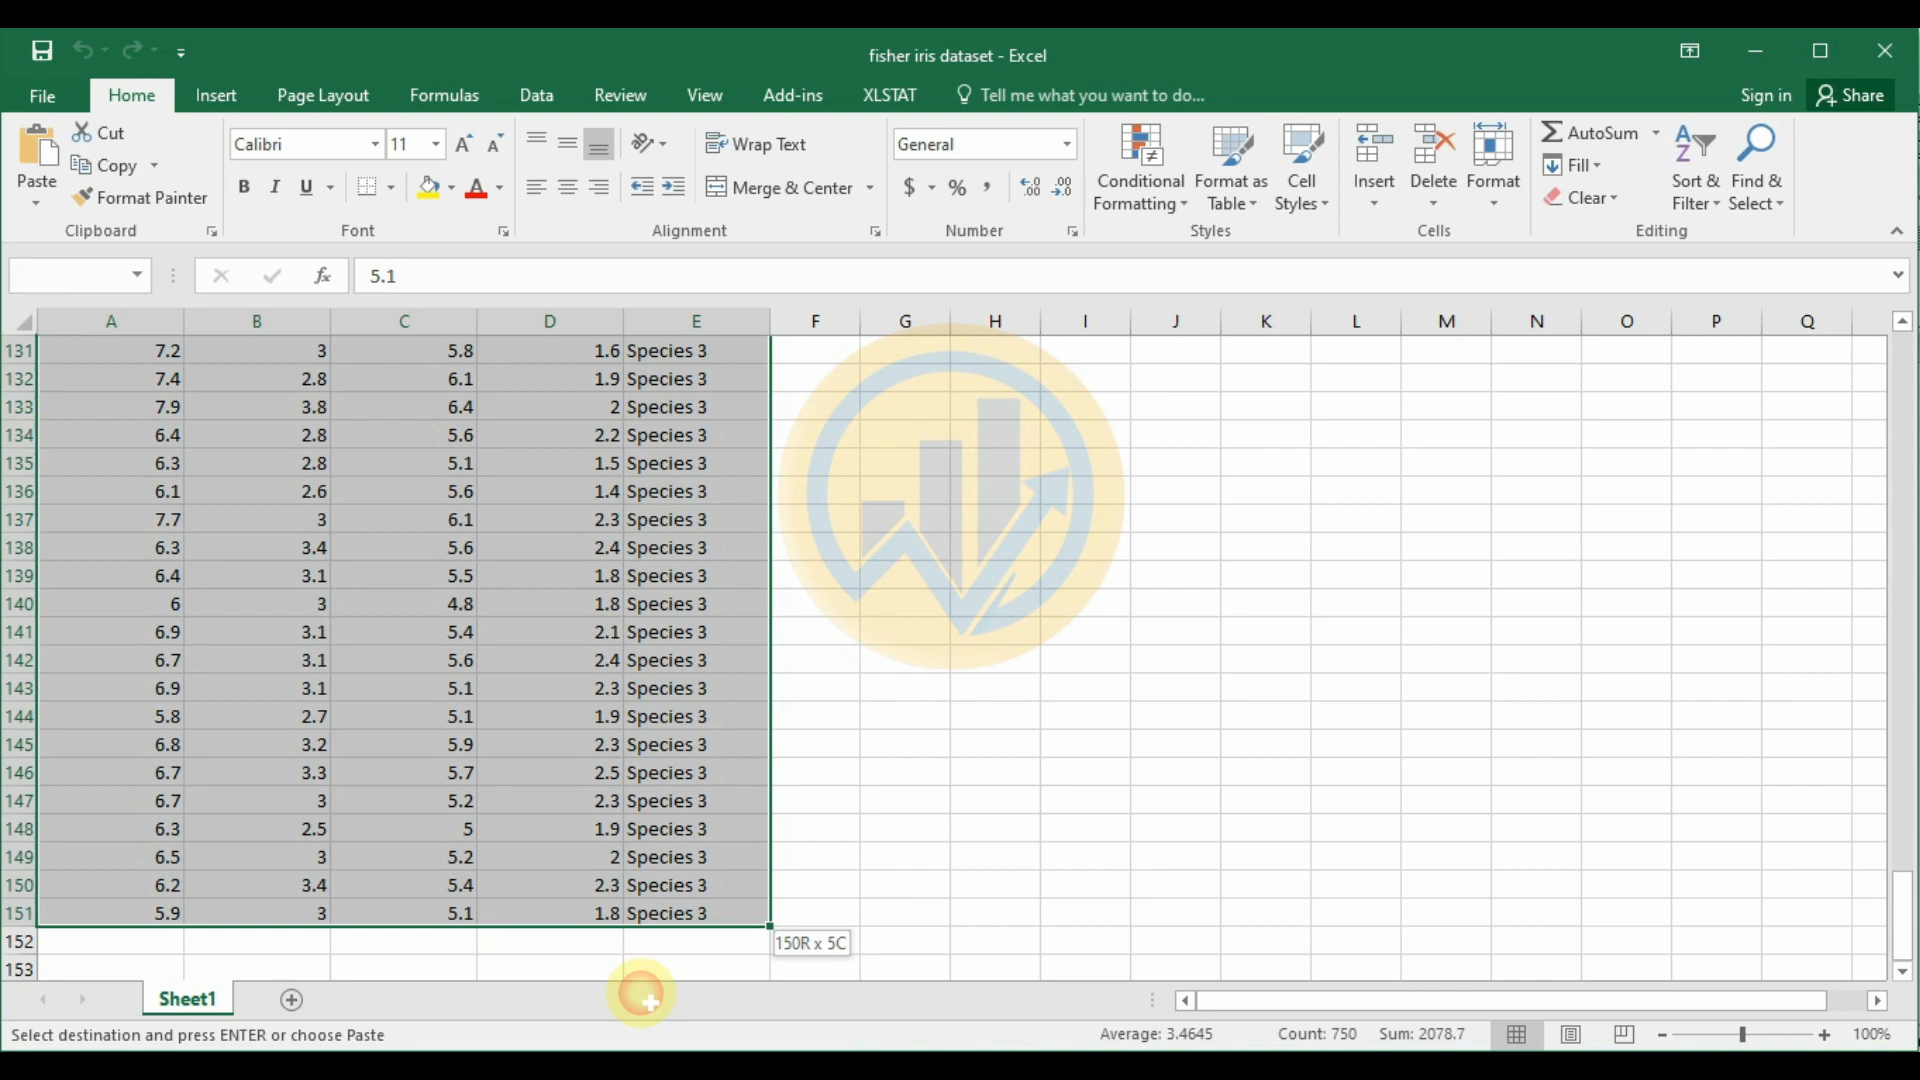 fisher iris dataset - Excel
File Home Insert Page Layout Formulas Data Review View Add-ins XLSTAT Tell me what you want to do... Sign in Share
Paste Cut Copy Format Painter Clipboard
Calibri 11 B I U A Font
Wrap Text Merge & Center Alignment
General $ % , .00 .00 Number
Conditional Formatting Format as Table Cell Styles Styles
Insert Delete Format Cells
AutoSum Fill Clear Sort & Filter Find & Select Editing
fx 5.1
A B C D E F G H I J K L M N O P Q
131 7.2 3 5.8 1.6 Species 3
132 7.4 2.8 6.1 1.9 Species 3
133 7.9 3.8 6.4 2 Species 3
134 6.4 2.8 5.6 2.2 Species 3
135 6.3 2.8 5.1 1.5 Species 3
136 6.1 2.6 5.6 1.4 Species 3
137 7.7 3 6.1 2.3 Species 3
138 6.3 3.4 5.6 2.4 Species 3
139 6.4 3.1 5.5 1.8 Species 3
140 6 3 4.8 1.8 Species 3
141 6.9 3.1 5.4 2.1 Species 3
142 6.7 3.1 5.6 2.4 Species 3
143 6.9 3.1 5.1 2.3 Species 3
144 5.8 2.7 5.1 1.9 Species 3
145 6.8 3.2 5.9 2.3 Species 3
146 6.7 3.3 5.7 2.5 Species 3
147 6.7 3 5.2 2.3 Species 3
148 6.3 2.5 5 1.9 Species 3
149 6.5 3 5.2 2 Species 3
150 6.2 3.4 5.4 2.3 Species 3
151 5.9 3 5.1 1.8 Species 3
152 150R x 5C
153
Sheet1
Select destination and press ENTER or choose Paste Average: 3.4645 Count: 750 Sum: 2078.7 100%